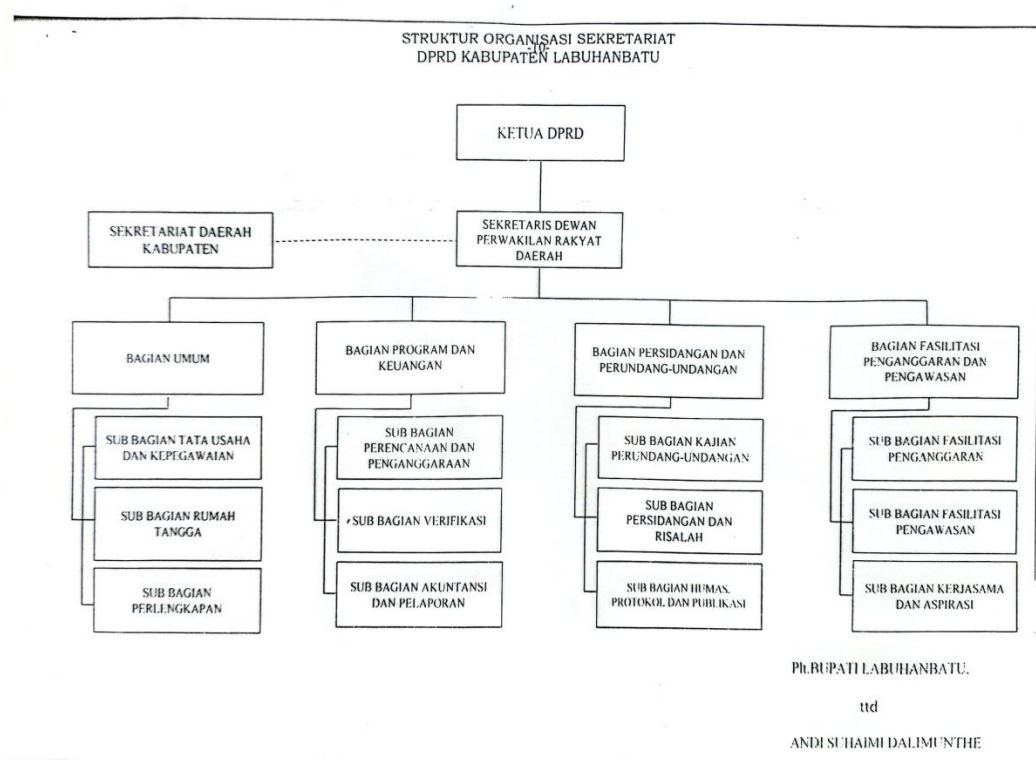 STRUKTUR ORGANISASI SEKRETARIAT
-10-
DPRD KABUPATEN LABUHANBATU
KETUA DPRD
SEKRETARIAT DAERAH
KABUPATEN
SEKRETARIS DEWAN
PERWAKILAN RAKYAT
DAERAH
BAGIAN UMUM
BAGIAN PROGRAM DAN
KEUANGAN
BAGIAN PERSIDANGAN DAN
PERUNDANG-UNDANGAN
BAGIAN FASILITASI
PENGANGGARAN DAN
PENGAWASAN
SUB BAGIAN TATA USAHA
DAN KEPEGAWAIAN
SUB BAGIAN
PERENCANAAN DAN
PENGANGGARAAN
SUB BAGIAN KAJIAN
PERUNDANG-UNDANGAN
SUB BAGIAN FASILITASI
PENGANGGARAN
SUB BAGIAN RUMAH
TANGGA
SUB BAGIAN VERIFIKASI
SUB BAGIAN
PERSIDANGAN DAN
RISALAH
SUB BAGIAN FASILITASI
PENGAWASAN
SUB BAGIAN
PERLENGKAPAN
SUB BAGIAN AKUNTANSI
DAN PELAPORAN
SUB BAGIAN HUMAS,
PROTOKOL DAN PUBLIKASI
SUB BAGIAN KERJASAMA
DAN ASPIRASI
Plt.BUPATI LABUHANBATU,
ttd
ANDI SUHAIMI DALIMUNTHE